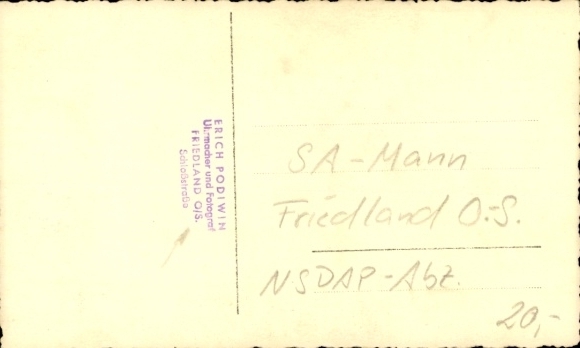 ERICH PODIWIN
Uhrmacher und Fotograf
FRIEDLAND O/S.
Schloßstraße
SA-Mann
Friedland O.-S.
NSDAP-Abz.
20,-